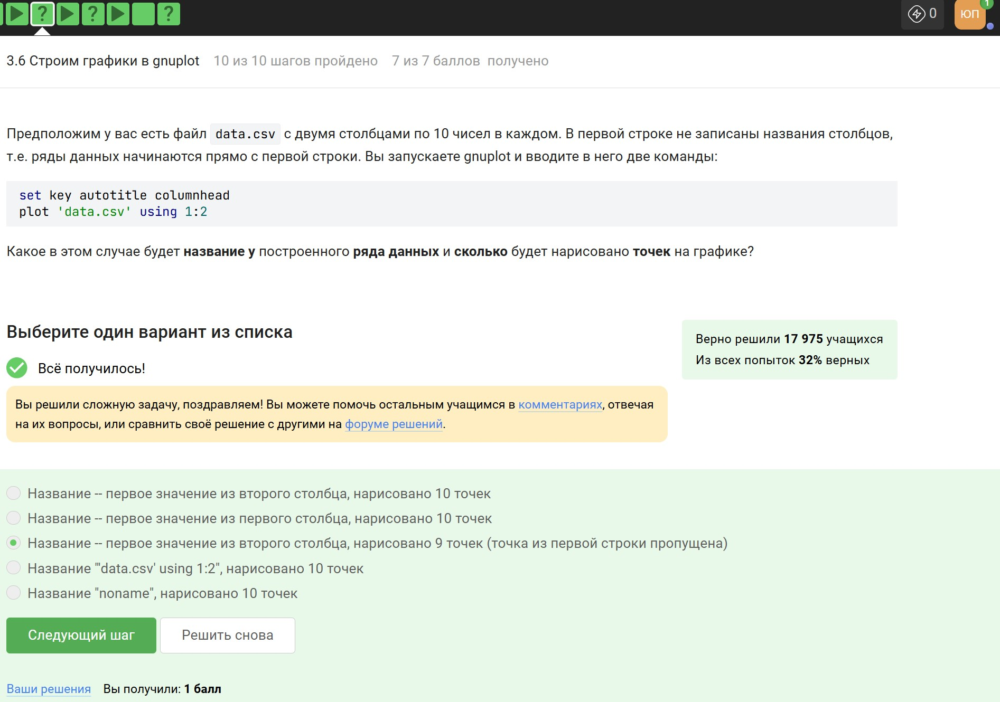 ? ? ?
0
ЮП
1
3.6 Строим графики в gnuplot 10 из 10 шагов пройдено 7 из 7 баллов получено
Предположим у вас есть файл data.csv с двумя столбцами по 10 чисел в каждом. В первой строке не записаны названия столбцов,
т.е. ряды данных начинаются прямо с первой строки. Вы запускаете gnuplot и вводите в него две команды:
set key autotitle columnhead
plot 'data.csv' using 1:2
Какое в этом случае будет название у построенного ряда данных и сколько будет нарисовано точек на графике?
Выберите один вариант из списка
Верно решили 17 975 учащихся
Из всех попыток 32% верных
Всё получилось!
Вы решили сложную задачу, поздравляем! Вы можете помочь остальным учащимся в комментариях, отвечая
на их вопросы, или сравнить своё решение с другими на форуме решений.
Название -- первое значение из второго столбца, нарисовано 10 точек
Название -- первое значение из первого столбца, нарисовано 10 точек
Название -- первое значение из второго столбца, нарисовано 9 точек (точка из первой строки пропущена)
Название "'data.csv' using 1:2", нарисовано 10 точек
Название "noname", нарисовано 10 точек
Следующий шаг Решить снова
Ваши решения Вы получили: 1 балл